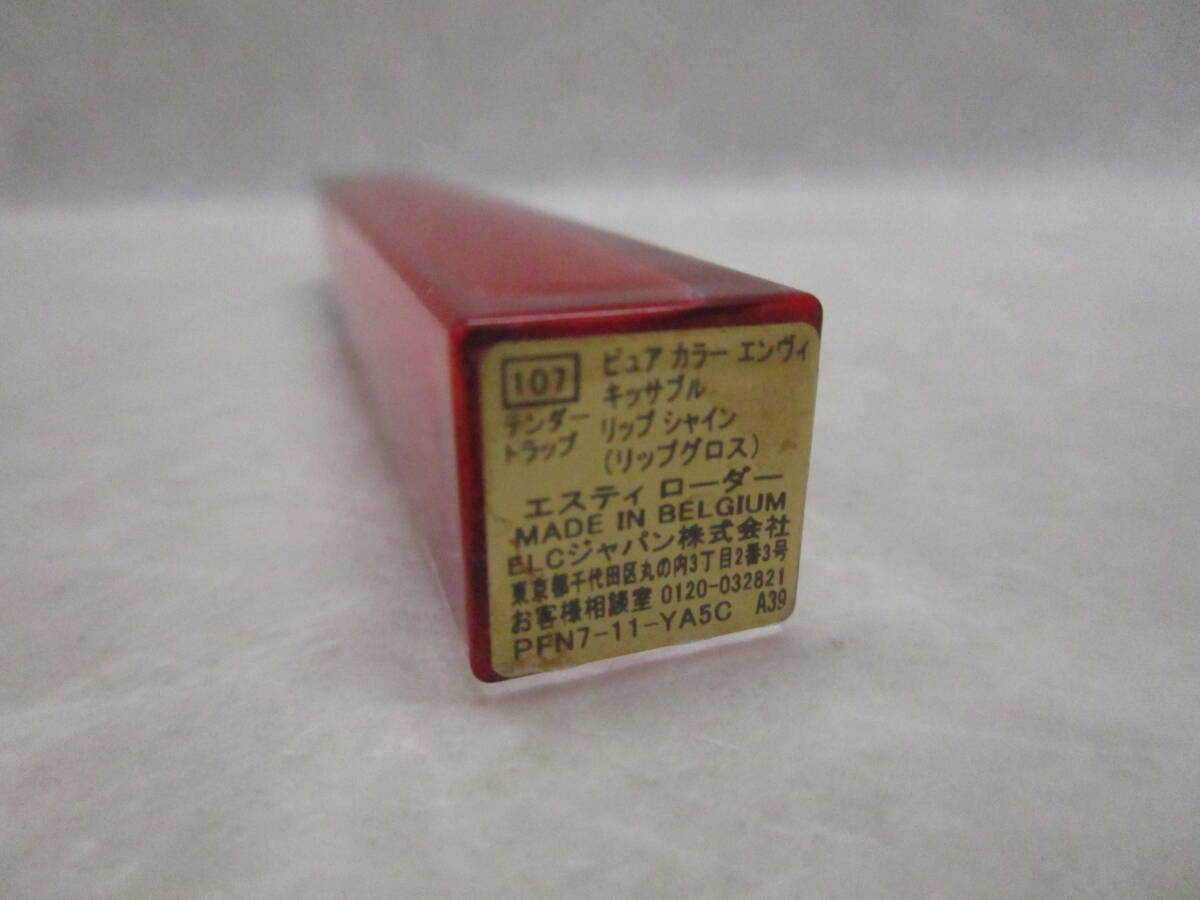 107
テンダー
トラップ
ピュア カラー エンヴィ
キッサブル
リップ シャイン
(リップグロス)
エスティ ローダー
MADE IN BELGIUM
ELCジャパン株式会社
東京都千代田区丸の内3丁目2番3号
お客様相談室 0120-032821
PFN7-11-YA5C A39